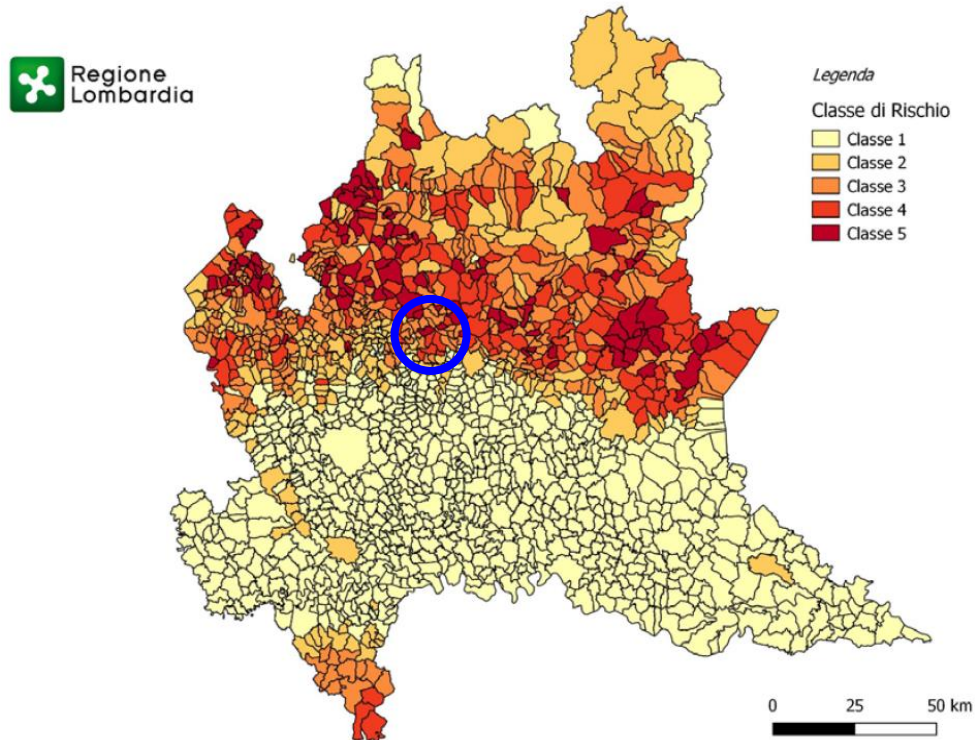 Regione
Lombardia
Legenda
Classe di Rischio
Classe 1
Classe 2
Classe 3
Classe 4
Classe 5
0 25 50 km